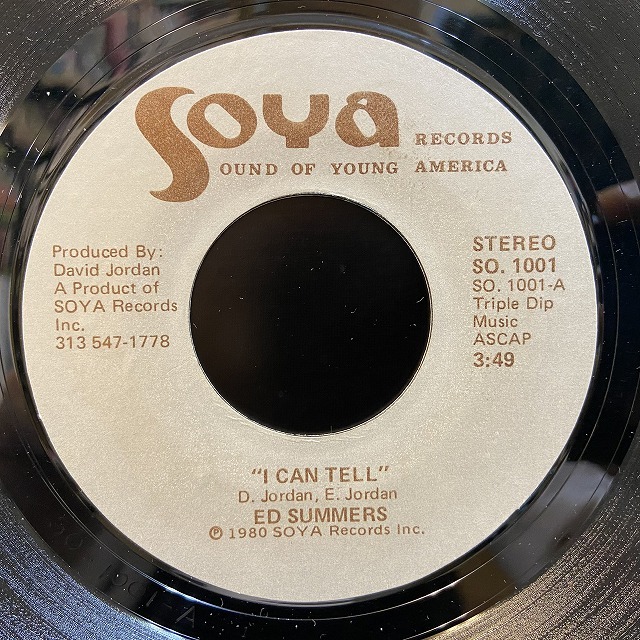 Soya RECORDS
SOUND OF YOUNG AMERICA
Produced By:
David Jordan
A Product of
SOYA Records
Inc.
313 547-1778
STEREO
SO. 1001
SO. 1001-A
Triple Dip
Music
ASCAP
3:49
"I CAN TELL"
D. Jordan, E. Jordan
ED SUMMERS
℗ 1980 SOYA Records Inc.